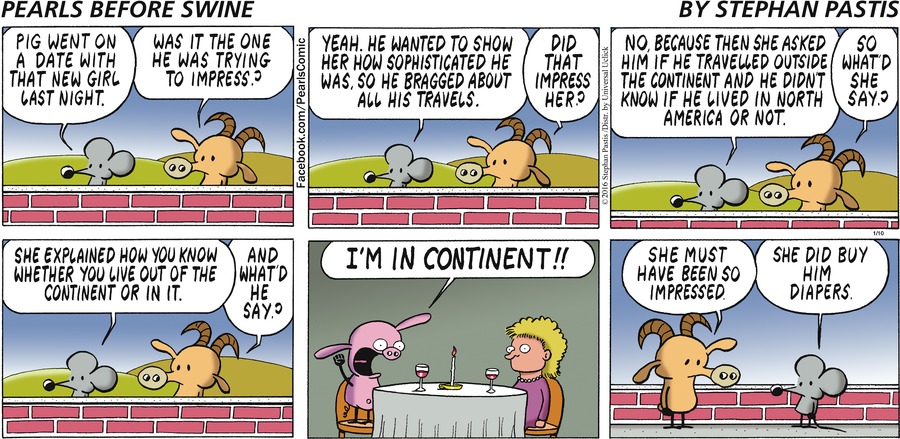 PEARLS BEFORE SWINE
BY STEPHAN PASTIS
PIG WENT ON
A DATE WITH
THAT NEW GIRL
LAST NIGHT.
WAS IT THE ONE
HE WAS TRYING
TO IMPRESS?
Facebook.com/PearlsComic
YEAH. HE WANTED TO SHOW
HER HOW SOPHISTICATED HE
WAS, SO HE BRAGGED ABOUT
ALL HIS TRAVELS.
DID
THAT
IMPRESS
HER?
©2016 Stephan Pastis /Distr. by Universal Uclick
NO, BECAUSE THEN SHE ASKED
HIM IF HE TRAVELLED OUTSIDE
THE CONTINENT AND HE DIDN'T
KNOW IF HE LIVED IN NORTH
AMERICA OR NOT.
SO
WHAT'D
SHE
SAY?
1/10
SHE EXPLAINED HOW YOU KNOW
WHETHER YOU LIVE OUT OF THE
CONTINENT OR IN IT.
AND
WHAT'D
HE
SAY?
I'M IN CONTINENT!!
SHE MUST
HAVE BEEN SO
IMPRESSED.
SHE DID BUY
HIM
DIAPERS.